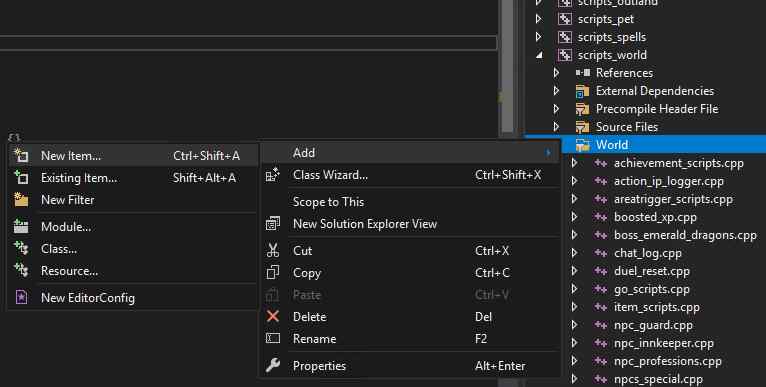 {}
New Item... Ctrl+Shift+A
Existing Item... Shift+Alt+A
New Filter
Module...
Class...
Resource...
New EditorConfig
Add
Class Wizard... Ctrl+Shift+X
Scope to This
New Solution Explorer View
Cut Ctrl+X
Copy Ctrl+C
Paste Ctrl+V
Delete Del
Rename F2
Properties Alt+Enter
scripts_outland
scripts_pet
scripts_spells
scripts_world
References
External Dependencies
Precompile Header File
Source Files
World
achievement_scripts.cpp
action_ip_logger.cpp
areatrigger_scripts.cpp
boosted_xp.cpp
boss_emerald_dragons.cpp
chat_log.cpp
duel_reset.cpp
go_scripts.cpp
item_scripts.cpp
npc_guard.cpp
npc_innkeeper.cpp
npc_professions.cpp
npcs_special.cpp